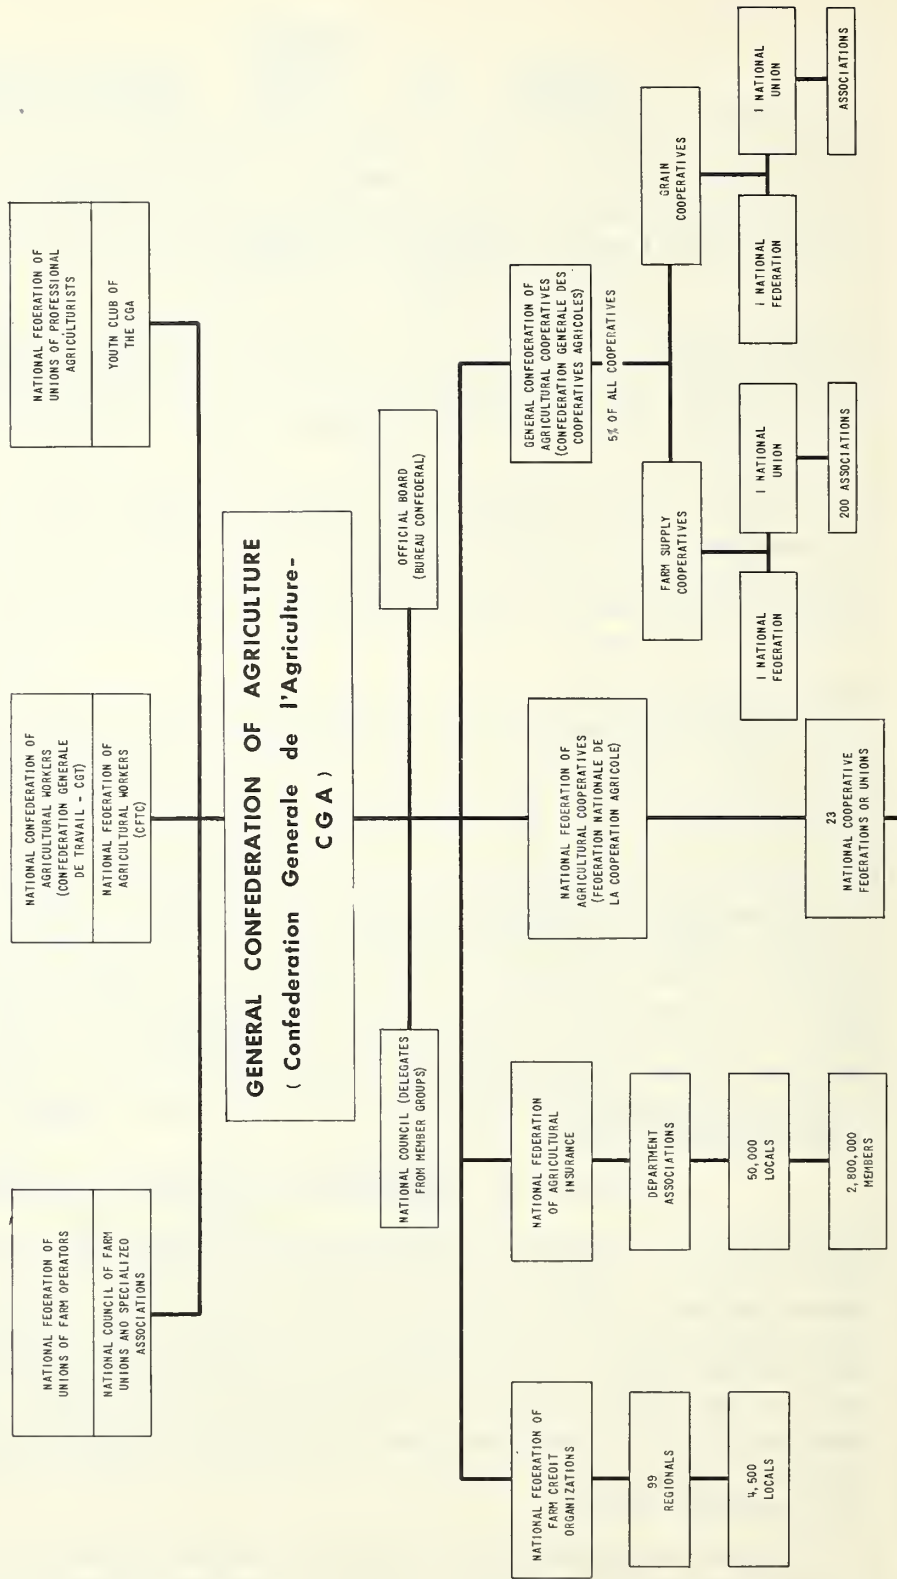 NATIONAL FEDERATION OF
UNIONS OF FARM OPERATORS
NATIONAL COUNCIL OF FARM
UNIONS AND SPECIALIZED
ASSOCIATIONS
NATIONAL CONFEDERATION OF
AGRICULTURAL WORKERS
(CONFEDERATION GENERALE
DE TRAVAIL - CGT)
NATIONAL FEDERATION OF
AGRICULTURAL WORKERS
(CFTC)
NATIONAL FEDERATION OF
UNIONS OF PROFESSIONAL
AGRICULTURISTS
YOUTH CLUB OF
THE CGA
GENERAL CONFEDERATION OF AGRICULTURE
( Confederation Generale de l'Agriculture-
CGA )
NATIONAL COUNCIL (DELEGATES
FROM MEMBER GROUPS)
OFFICIAL BOARD
(BUREAU CONFEDERAL)
NATIONAL FEDERATION OF
FARM CREDIT
ORGANIZATIONS
99
REGIONALS
4,500
LOCALS
NATIONAL FEDERATION
OF AGRICULTURAL
INSURANCE
DEPARTMENT
ASSOCIATIONS
50,000
LOCALS
2,800,000
MEMBERS
NATIONAL FEDERATION OF
AGRICULTURAL COOPERATIVES
(FEDERATION NATIONALE DE
LA COOPERATION AGRICOLE)
23
NATIONAL COOPERATIVE
FEDERATIONS OR UNIONS
GENERAL CONFEDERATION OF
AGRICULTURAL COOPERATIVES
(CONFEDERATION GENERALE DES
COOPERATIVES AGRICOLES)
5% OF ALL COOPERATIVES
FARM SUPPLY
COOPERATIVES
I NATIONAL
FEDERATION
I NATIONAL
UNION
200 ASSOCIATIONS
GRAIN
COOPERATIVES
I NATIONAL
FEDERATION
I NATIONAL
UNION
ASSOCIATIONS